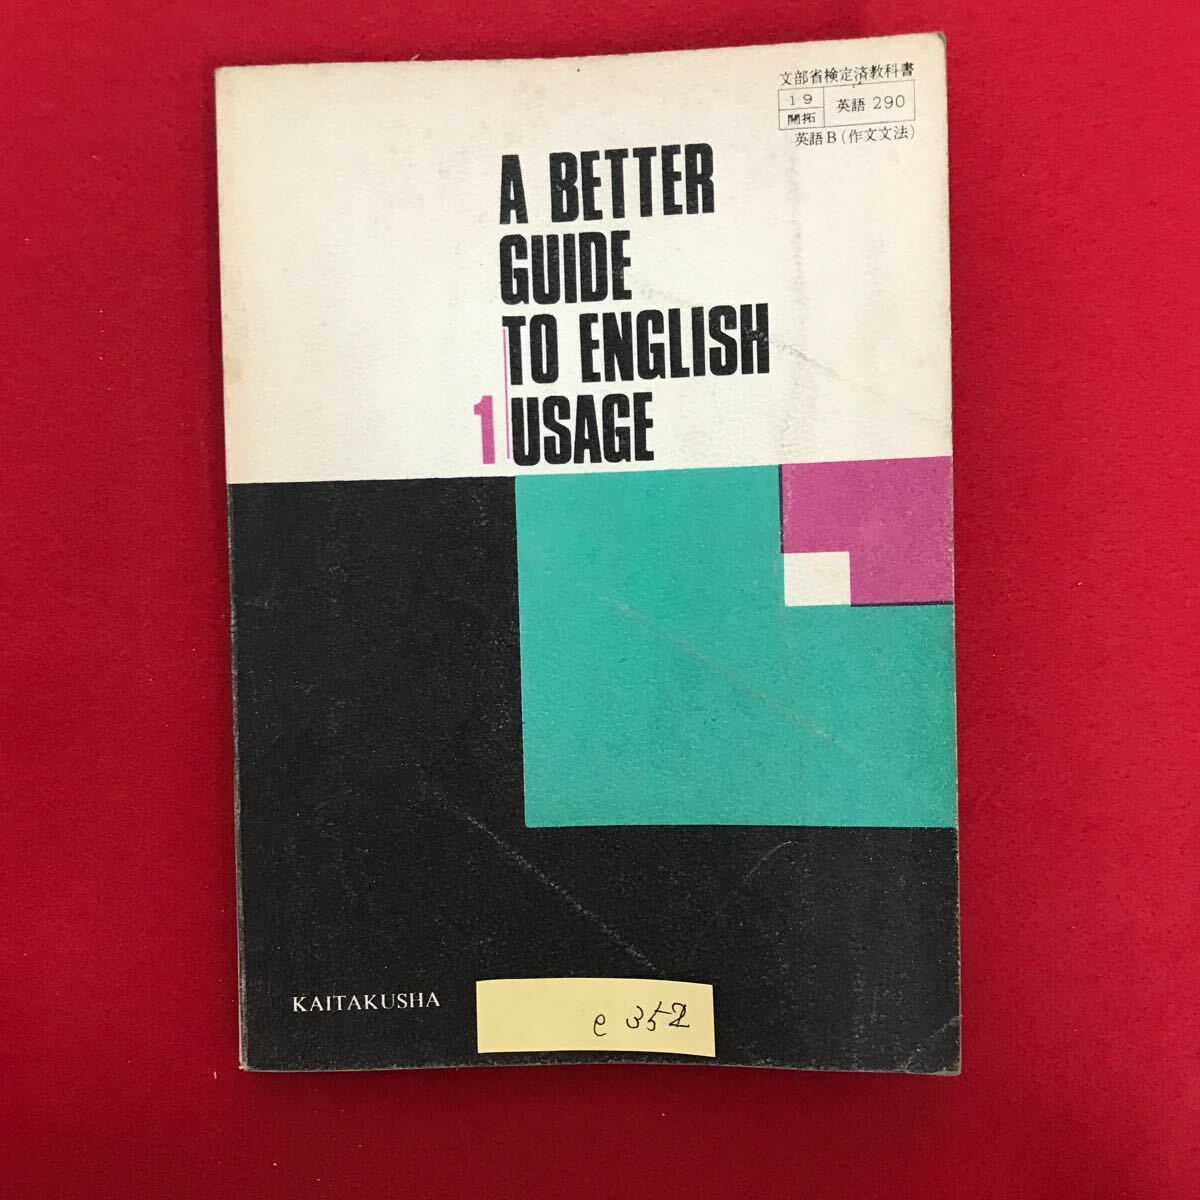 文部省検定済教科書
19
開拓
英語 290
英語B(作文文法)
A BETTER
GUIDE
TO ENGLISH
1 USAGE
KAITAKUSHA
e 352